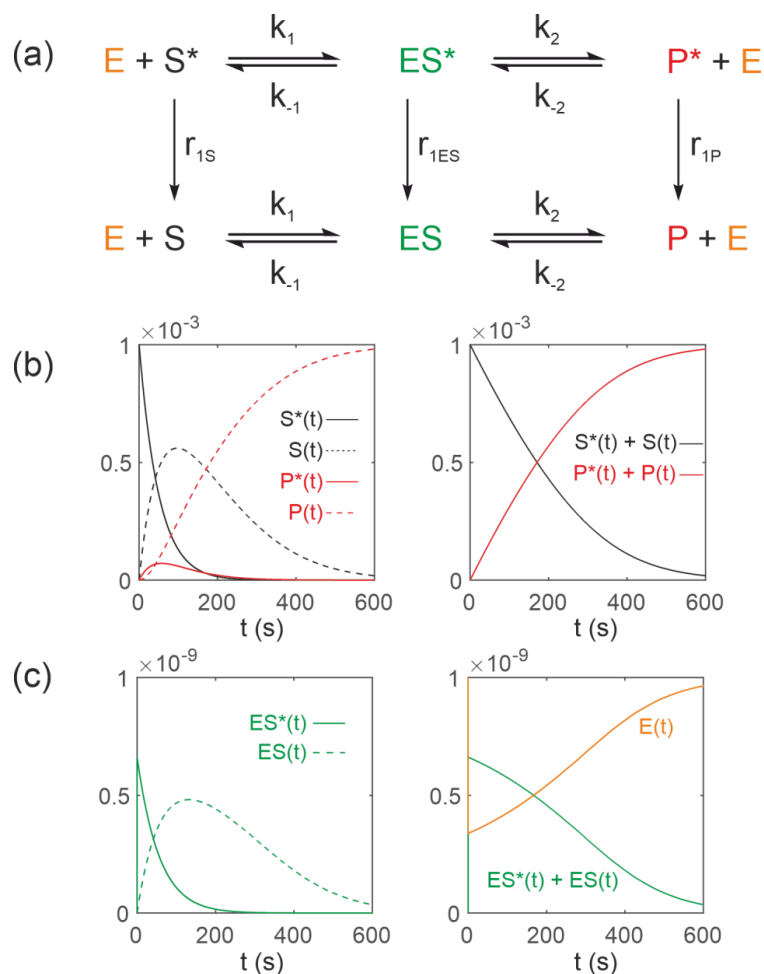 (a)
k₁ k₂
E + S* ES* P* + E
k₋₁ k₋₂
r₁S r₁ES r₁P
k₁ k₂
E + S ES P + E
k₋₁ k₋₂
(b)
×10⁻³ ×10⁻³
1 1
S*(t)
S(t)
P*(t)
P(t)
S*(t) + S(t)
P*(t) + P(t)
0.5 0.5
0 0
0 200 400 600 0 200 400 600
t (s) t (s)
(c)
×10⁻⁹ ×10⁻⁹
1 1
ES*(t)
ES(t)
E(t)
0.5 0.5
ES*(t) + ES(t)
0 0
0 200 400 600 0 200 400 600
t (s) t (s)